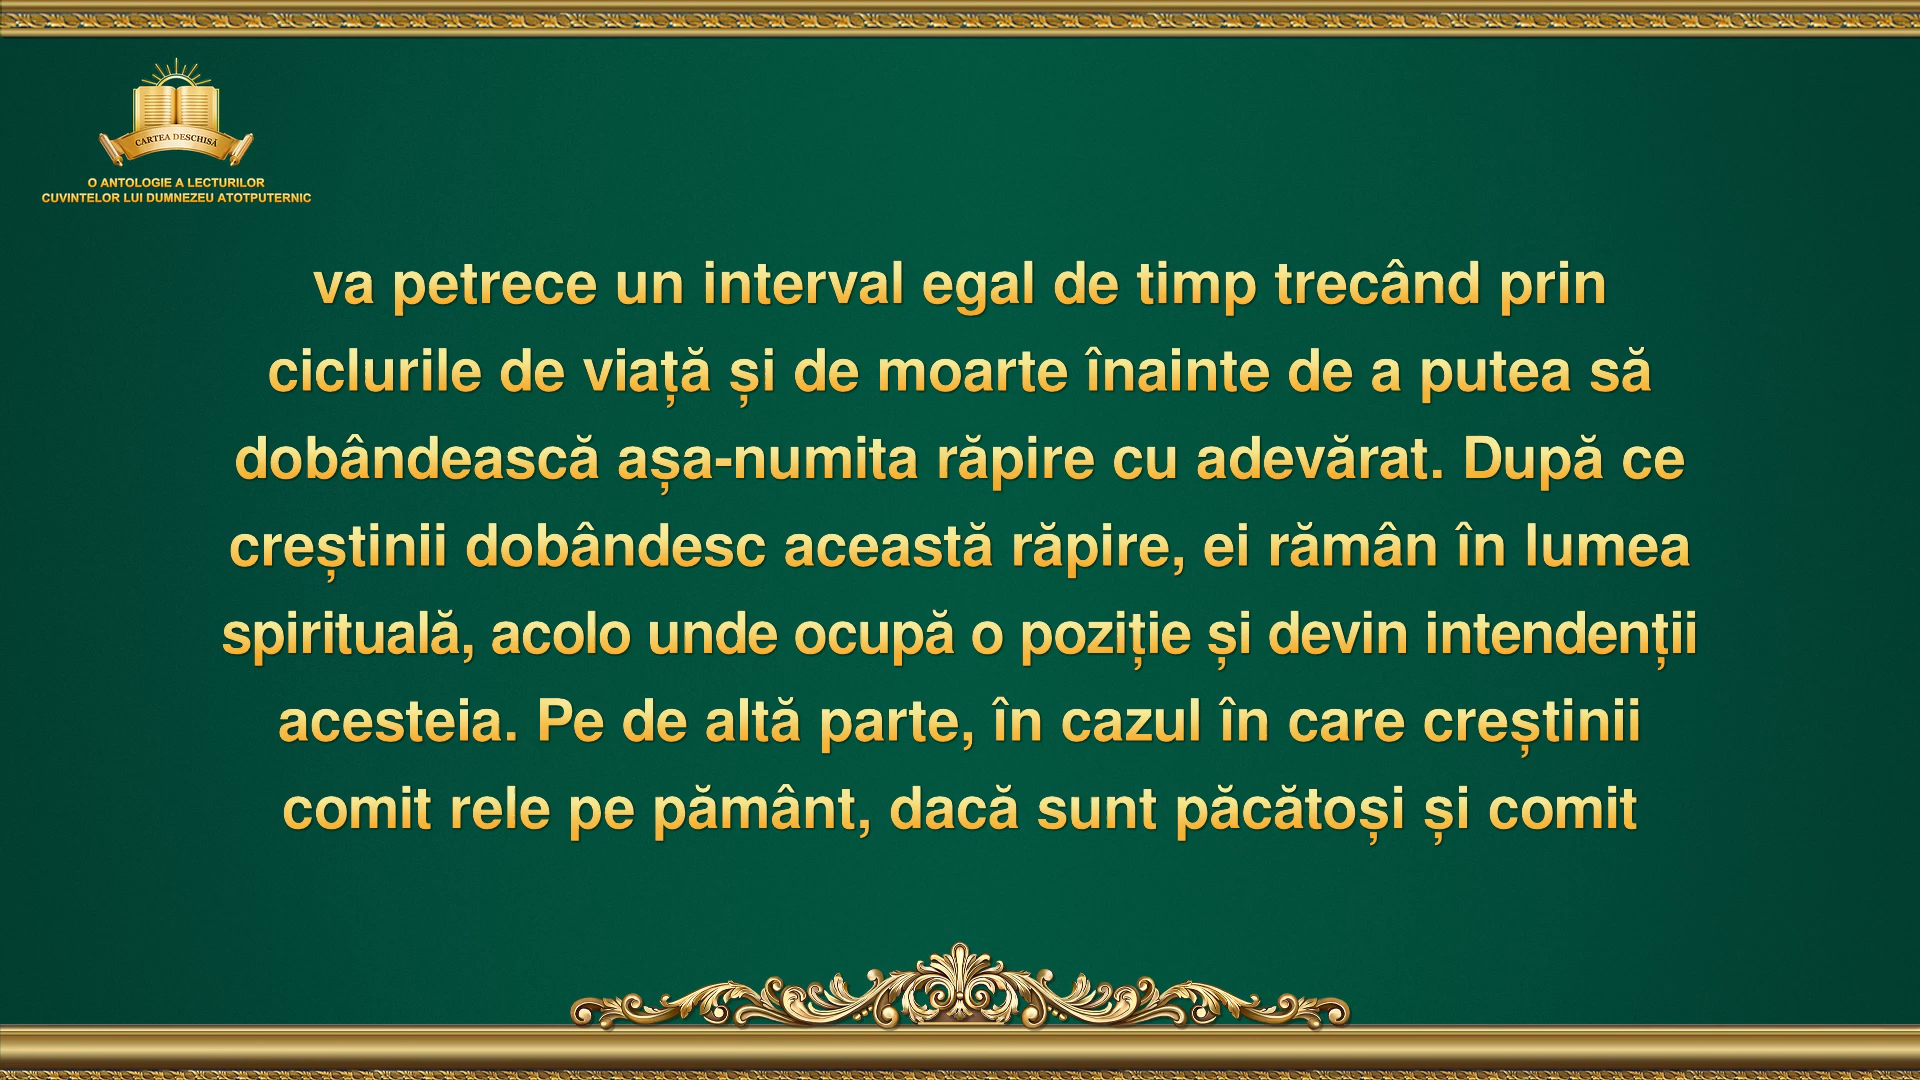 CARTEA DESCHISĂ
O ANTOLOGIE A LECTURILOR
CUVINTELOR LUI DUMNEZEU ATOTPUTERNIC
va petrece un interval egal de timp trecând prin
ciclurile de viață și de moarte înainte de a putea să
dobândească așa-numita răpire cu adevărat. După ce
creștinii dobândesc această răpire, ei rămân în lumea
spirituală, acolo unde ocupă o poziție și devin intendenții
acesteia. Pe de altă parte, în cazul în care creștinii
comit rele pe pământ, dacă sunt păcătoși și comit